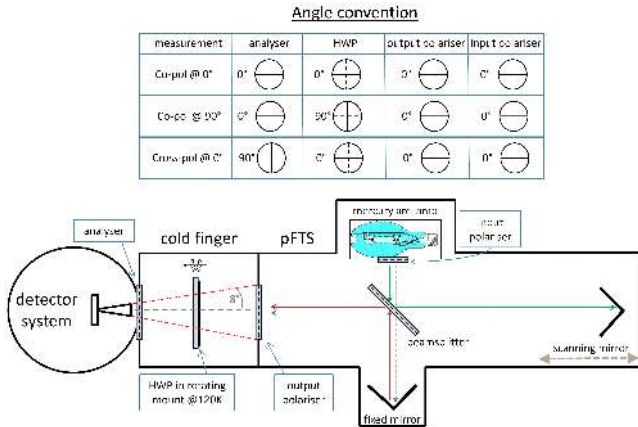 Angle convention
measurement analyser HWP output polariser input polariser
Co-pol @ 0° 0° 0° 0° 0°
Co-pol @ 90° 0° 90° 0° 0°
Cross-pol @ 0° 90° 0° 0° 0°
mercury arc lamp
analyser
cold finger
pFTS
input
polariser
8°
detector
system
beamsplitter
scanning mirror
HWP in rotating
mount @120K
output
polariser
fixed mirror